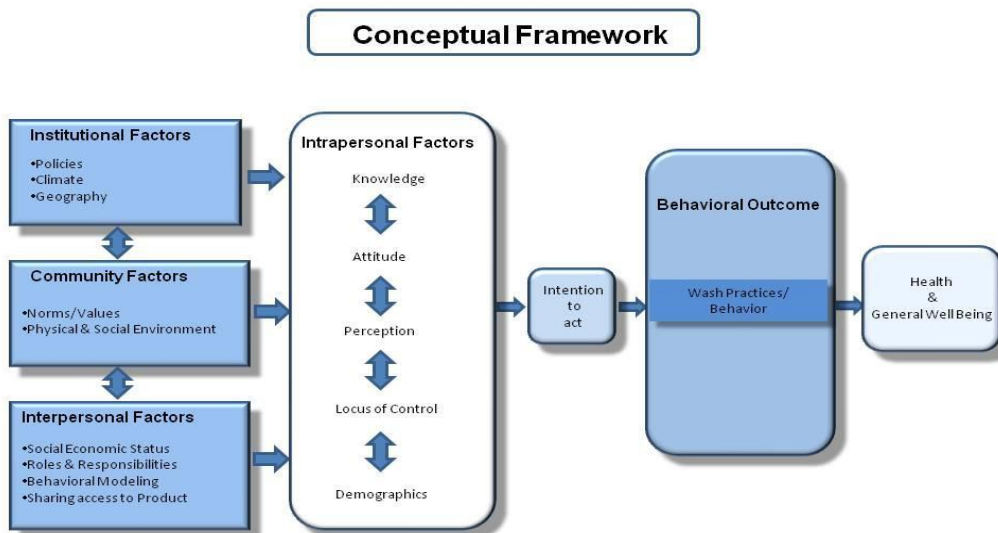 Conceptual Framework
Institutional Factors
•Policies
•Climate
•Geography
Community Factors
•Norms/Values
•Physical & Social Environment
Interpersonal Factors
•Social Economic Status
•Roles & Responsibilities
•Behavioral Modeling
•Sharing access to Product
Intrapersonal Factors
Knowledge
Attitude
Perception
Locus of Control
Demographics
Intention
to
act
Behavioral Outcome
Wash Practices/
Behavior
Health
&
General Well Being